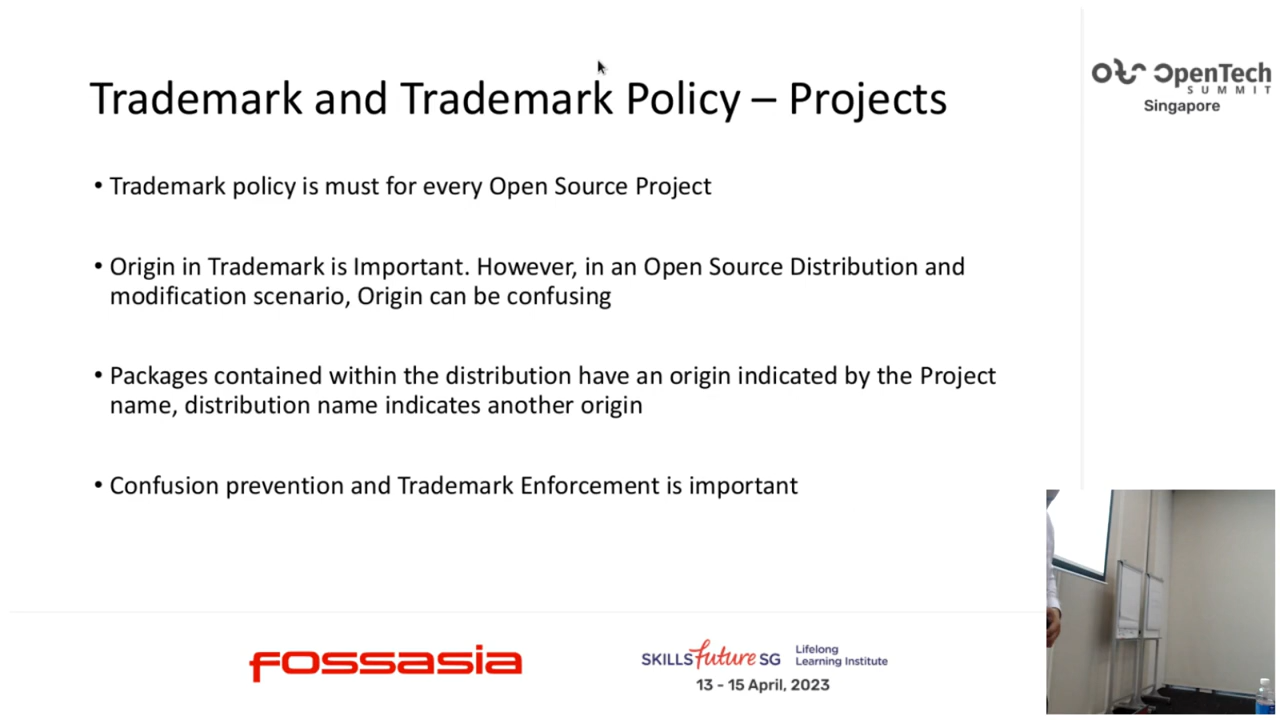 Trademark and Trademark Policy – Projects
OpenTech
SUMMIT
Singapore
• Trademark policy is must for every Open Source Project
• Origin in Trademark is Important. However, in an Open Source Distribution and
modification scenario, Origin can be confusing
• Packages contained within the distribution have an origin indicated by the Project
name, distribution name indicates another origin
• Confusion prevention and Trademark Enforcement is important
fossasia
SKILLSfuture SG
Lifelong
Learning Institute
13 - 15 April, 2023